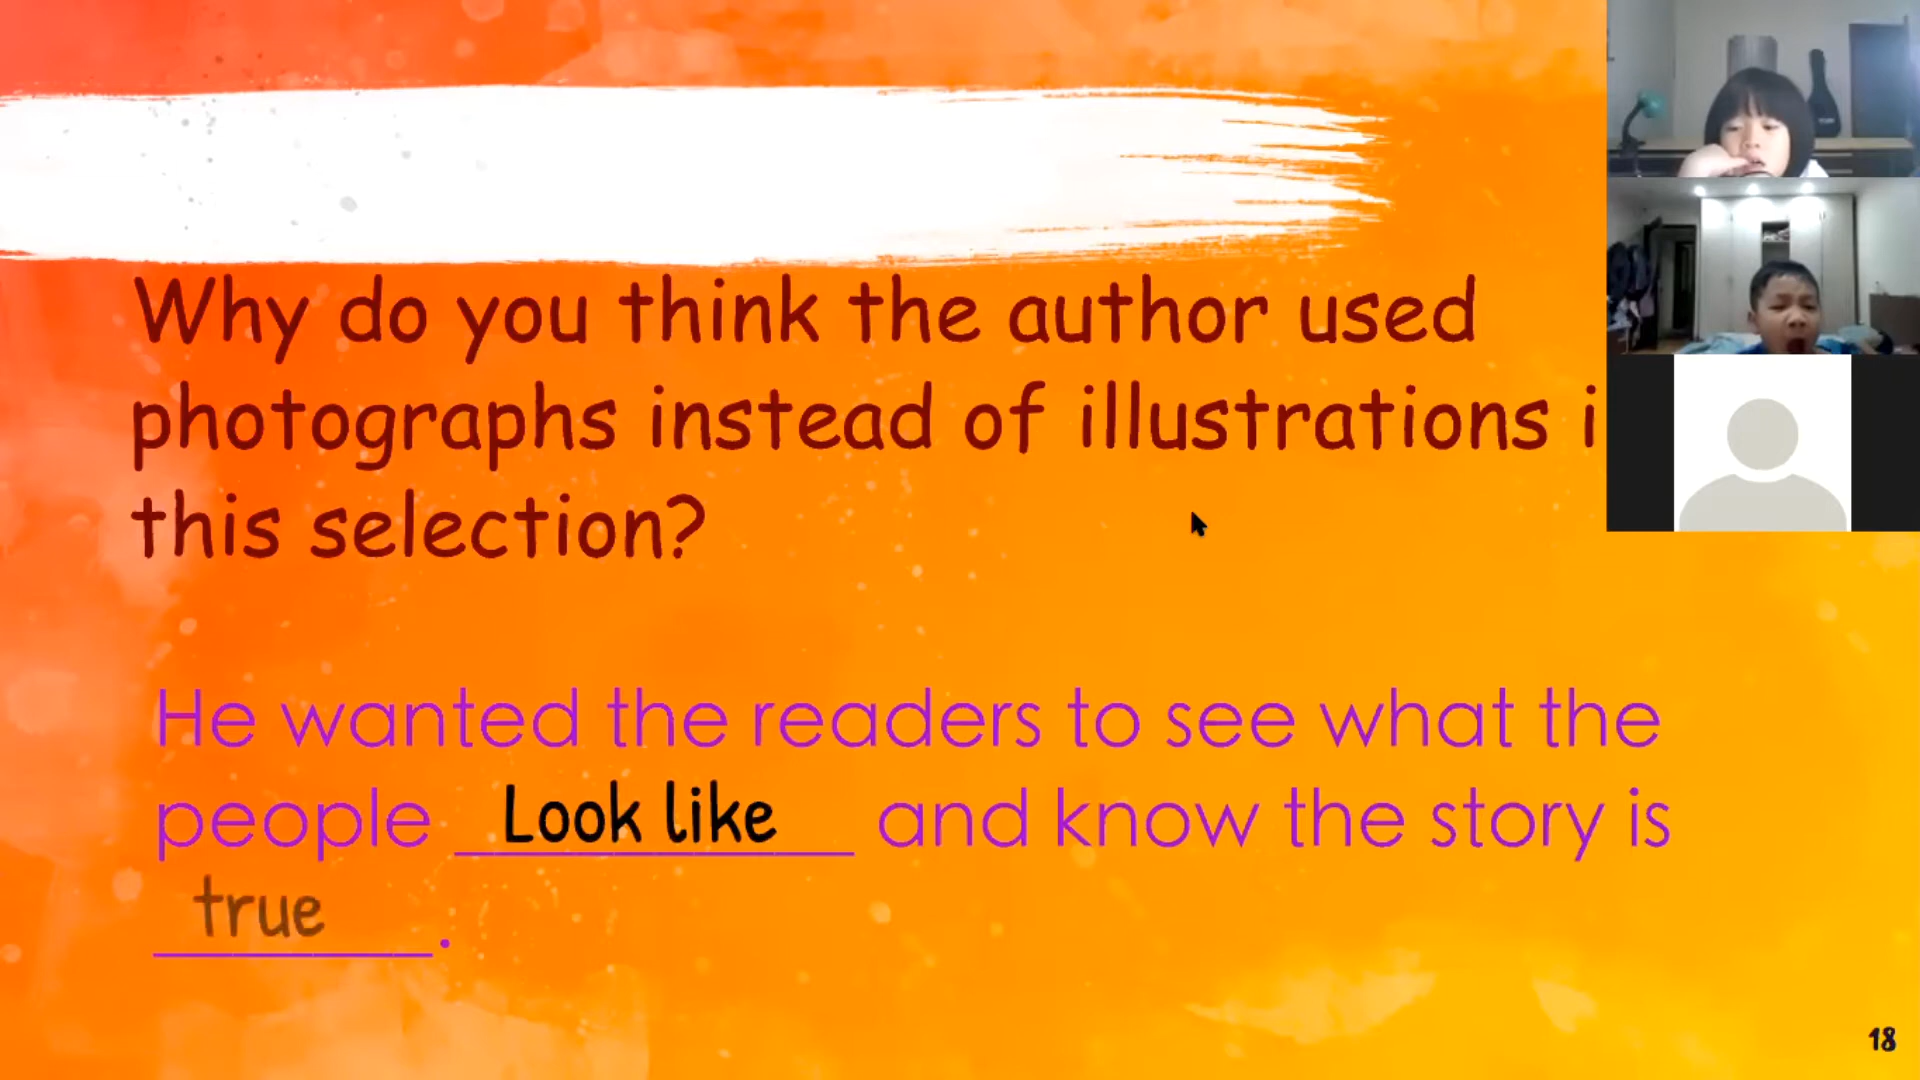 Why do you think the author used
photographs instead of illustrations i
this selection?
He wanted the readers to see what the
people Look like and know the story is
true.
18